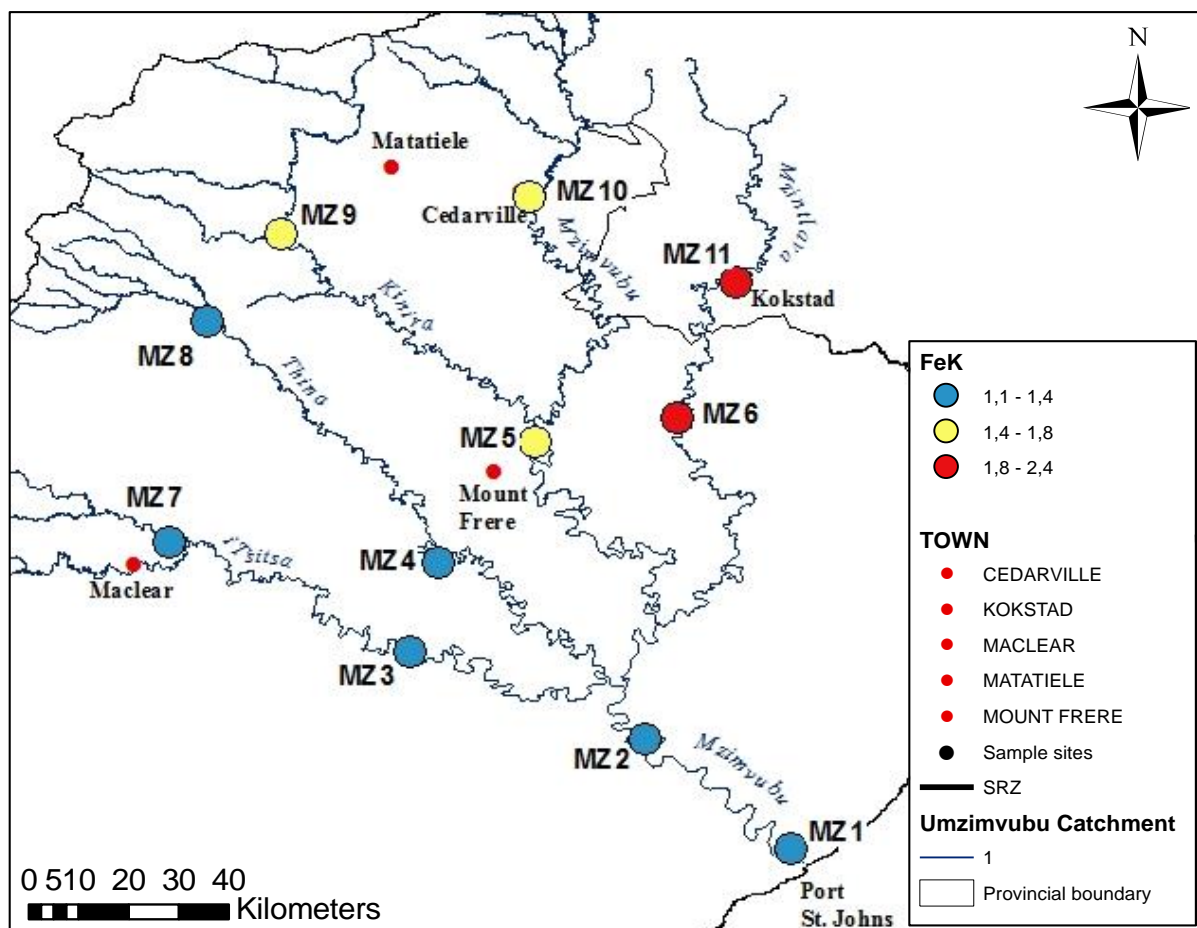 N
Matatiele
MZ 10
Cedarville
MZ 9
Mzimvubu
Mzintlava
MZ 11
Kokstad
Kinira
MZ 8
Thina
MZ 6
MZ 5
Mount
Frere
MZ 7
iTsitsa
Maclear
MZ 4
MZ 3
MZ 2
Mzimvubu
MZ 1
Port
St. Johns
0 5 10 20 30 40
Kilometers
FeK
1,1 - 1,4
1,4 - 1,8
1,8 - 2,4
TOWN
CEDARVILLE
KOKSTAD
MACLEAR
MATATIELE
MOUNT FRERE
Sample sites
SRZ
Umzimvubu Catchment
1
Provincial boundary